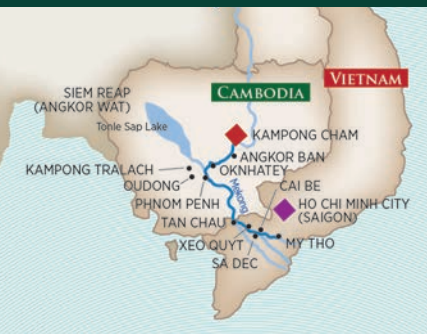 VIETNAM
CAMBODIA
SIEM REAP
(ANGKOR WAT)
Tonle Sap Lake
KAMPONG CHAM
ANGKOR BAN
KAMPONG TRALACH
OKNHATEY
OUDONG
CAI BE
PHNOM PENH
Mekong
HO CHI MINH CITY
(SAIGON)
TAN CHAU
XEO QUYT
MY THO
SA DEC